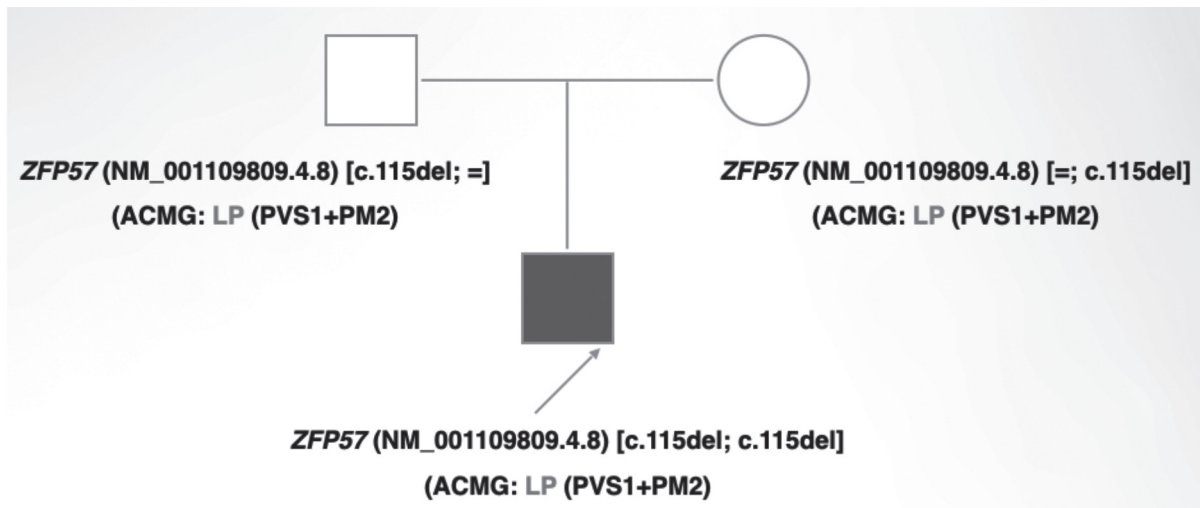 ZFP57 (NM_001109809.4.8) [c.115del; =]
(ACMG: LP (PVS1+PM2)
ZFP57 (NM_001109809.4.8) [=; c.115del]
(ACMG: LP (PVS1+PM2)
ZFP57 (NM_001109809.4.8) [c.115del; c.115del]
(ACMG: LP (PVS1+PM2)